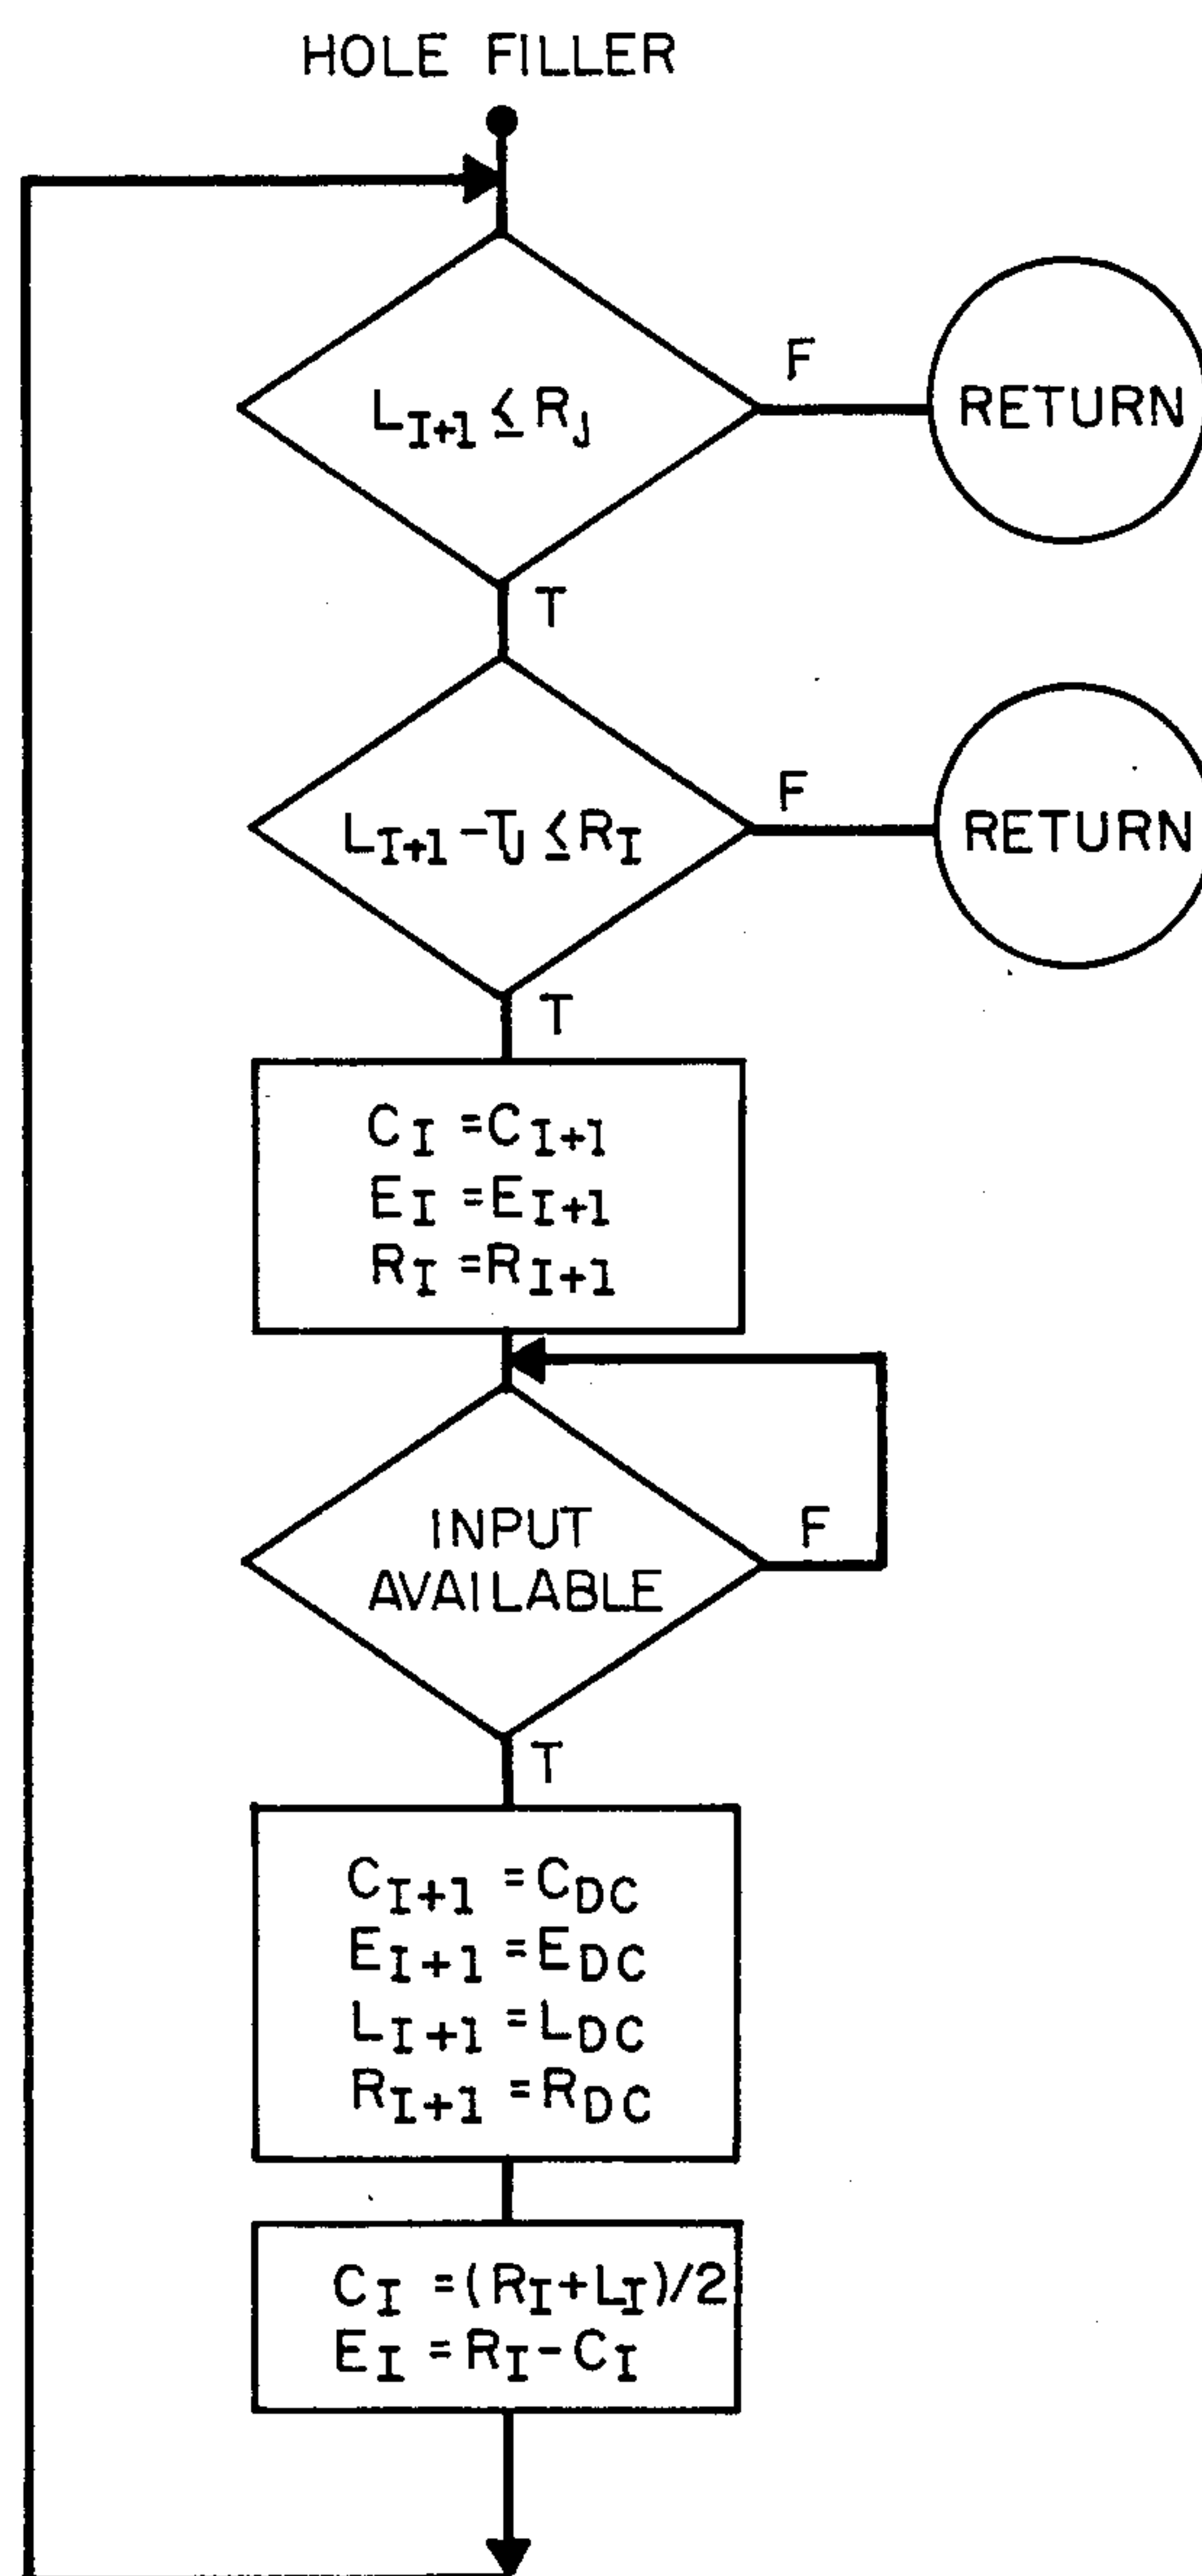 HOLE FILLER
L_{I+1} ≤ R_J
F
RETURN
T
L_{I+1} - T_J ≤ R_I
F
RETURN
T
C_I = C_{I+1}
E_I = E_{I+1}
R_I = R_{I+1}
INPUT
AVAILABLE
F
T
C_{I+1} = C_{DC}
E_{I+1} = E_{DC}
L_{I+1} = L_{DC}
R_{I+1} = R_{DC}
C_I = (R_I + L_I)/2
E_I = R_I - C_I